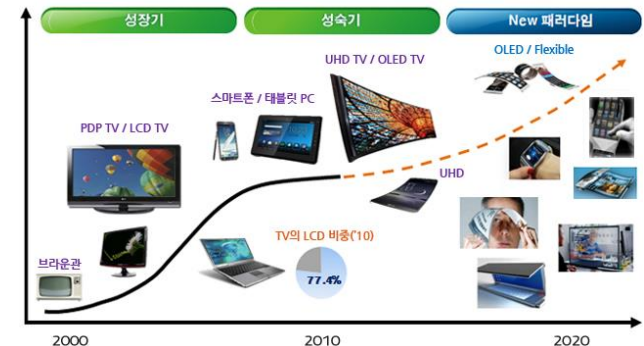 성장기
성숙기
New 패러다임
OLED / Flexible
UHD TV / OLED TV
스마트폰 / 태블릿 PC
PDP TV / LCD TV
UHD
TV의 LCD 비중('10)
브라운관
77.4%
2000
2010
2020